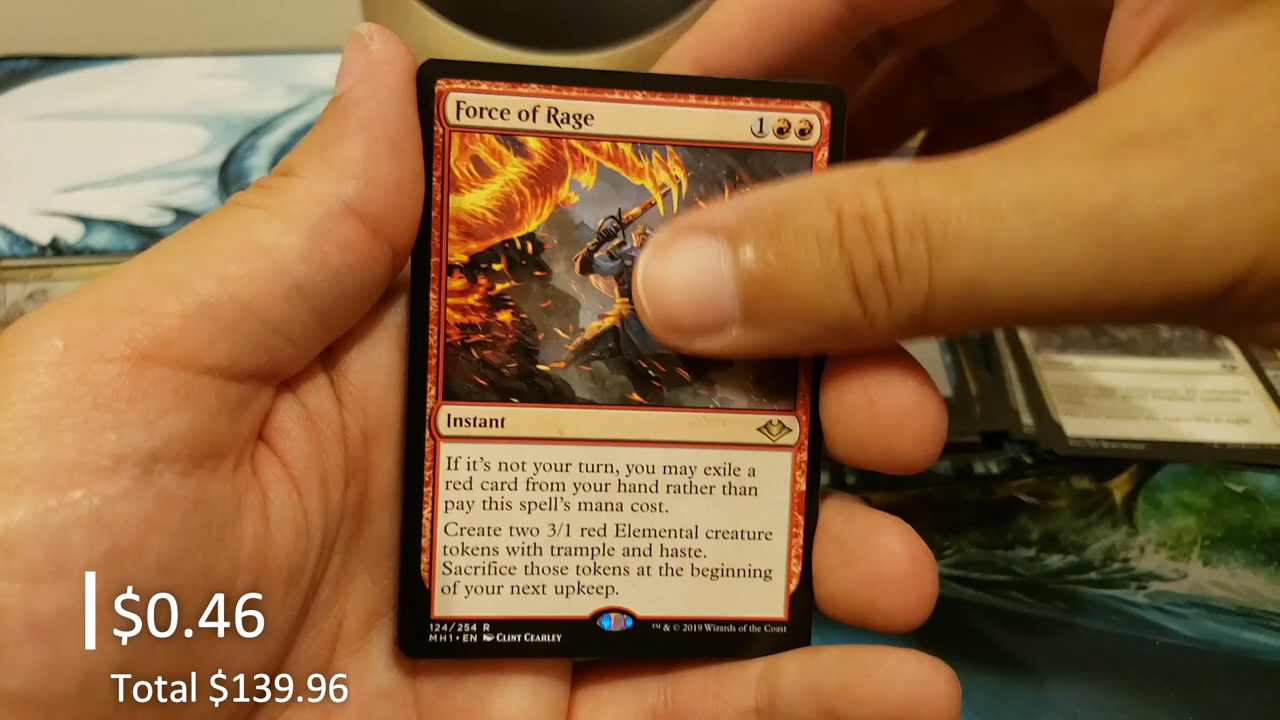 Force of Rage
1
Instant
If it's not your turn, you may exile a
red card from your hand rather than
pay this spell's mana cost.
Create two 3/1 red Elemental creature
tokens with trample and haste.
Sacrifice those tokens at the beginning
of your next upkeep.
124/254 R
MH1 • EN CLINT CEARLEY
™ & © 2019 Wizards of the Coast
$0.46
Total $139.96